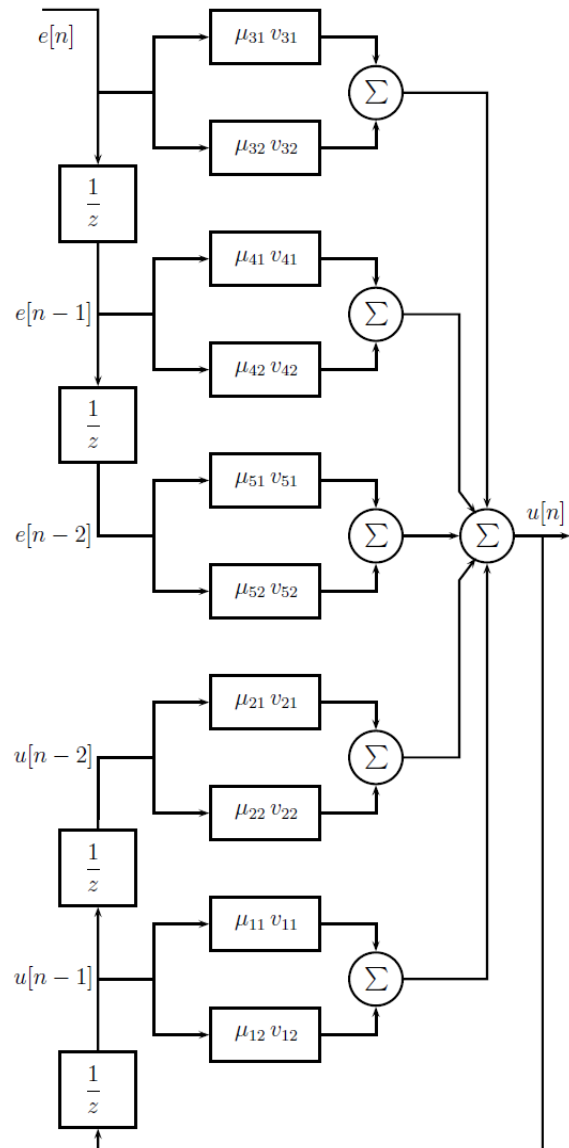 e[n]
μ₃₁ v₃₁
∑
μ₃₂ v₃₂
1/z
μ₄₁ v₄₁
e[n − 1]
∑
μ₄₂ v₄₂
1/z
μ₅₁ v₅₁
u[n]
e[n − 2]
∑
∑
μ₅₂ v₅₂
μ₂₁ v₂₁
u[n − 2]
∑
μ₂₂ v₂₂
1/z
μ₁₁ v₁₁
u[n − 1]
∑
μ₁₂ v₁₂
1/z